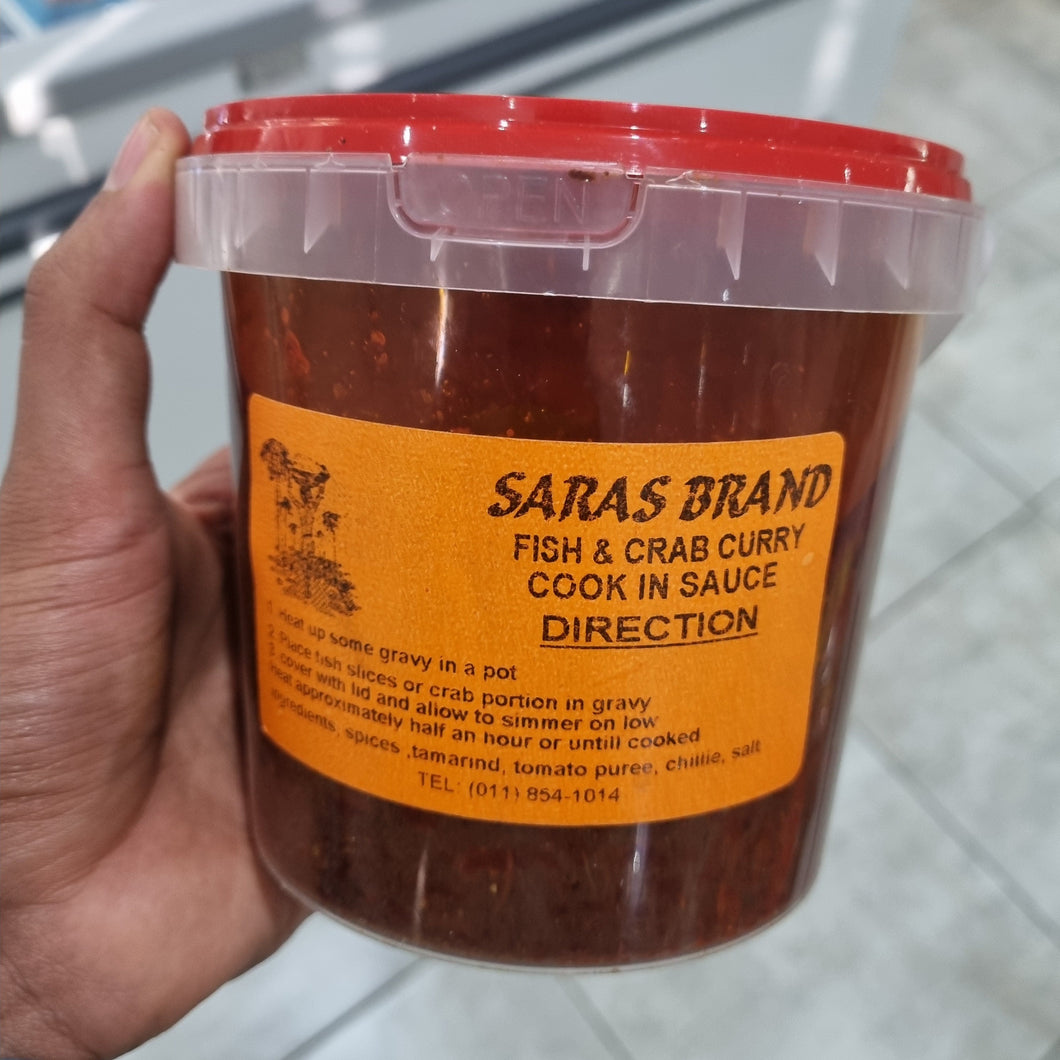 OPEN
SARAS BRAND
FISH & CRAB CURRY
COOK IN SAUCE
DIRECTION
1. Heat up some gravy in a pot
2. Place fish slices or crab portion in gravy
3. cover with lid and allow to simmer on low
heat approximately half an hour or untill cooked
ingredients, spices ,tamarind, tomato puree, chillie, salt
TEL: (011) 854-1014